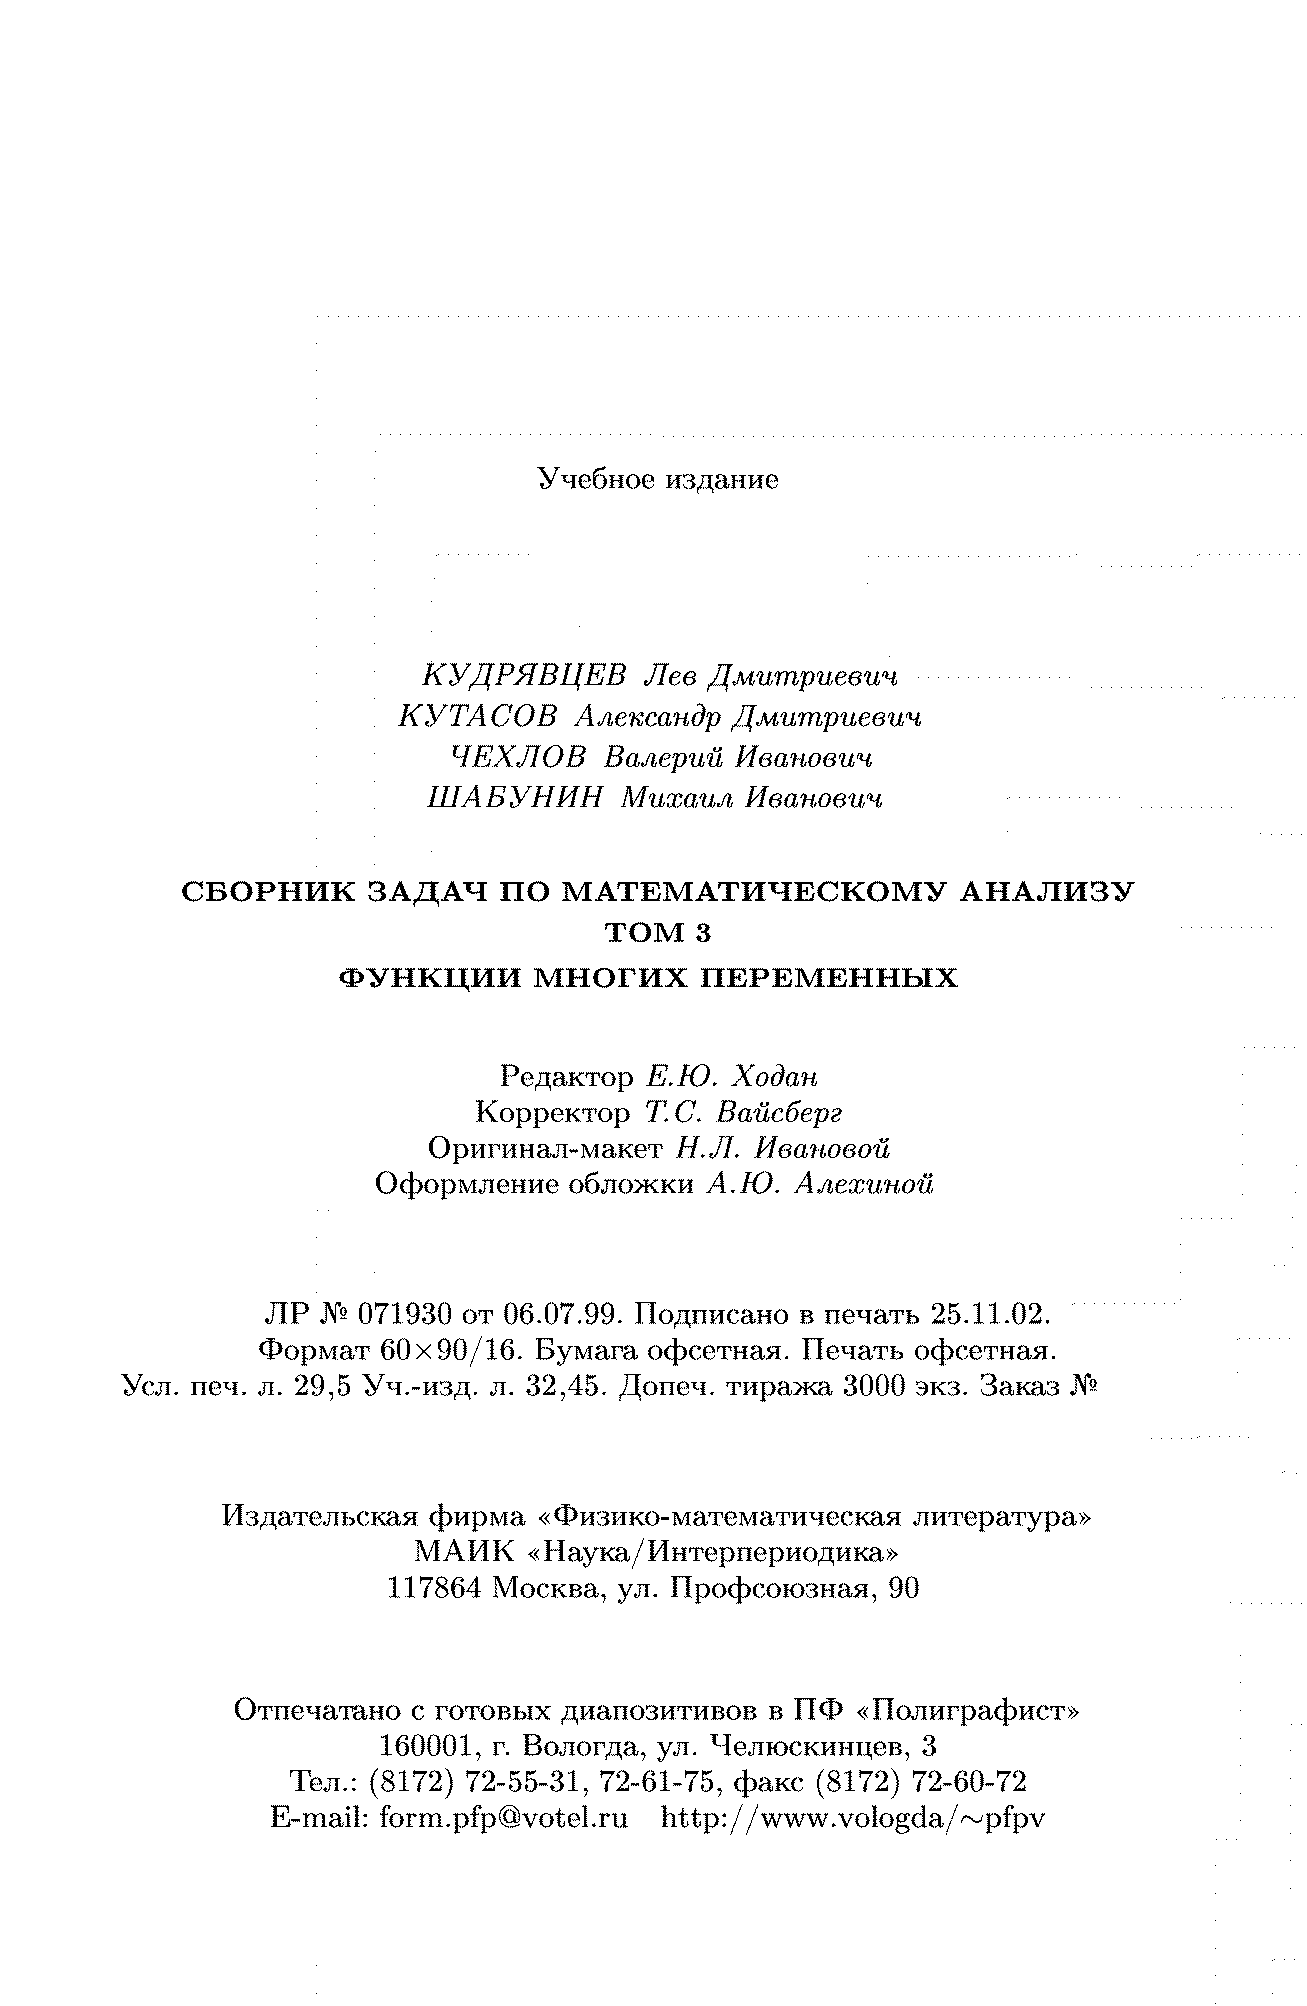 Учебное издание
КУДРЯВЦЕВ Лев Дмитриевич
КУТАСОВ Александр Дмитриевич
ЧЕХЛОВ Валерий Иванович
ШАБУНИН Михаил Иванович
СБОРНИК ЗАДАЧ ПО МАТЕМАТИЧЕСКОМУ АНАЛИЗУ
ТОМ 3
ФУНКЦИИ МНОГИХ ПЕРЕМЕННЫХ
Редактор Е.Ю. Ходан
Корректор Т.С. Вайсберг
Оригинал-макет Н.Л. Ивановой
Оформление обложки А.Ю. Алехиной
ЛР № 071930 от 06.07.99. Подписано в печать 25.11.02.
Формат 60×90/16. Бумага офсетная. Печать офсетная.
Усл. печ. л. 29,5 Уч.-изд. л. 32,45. Допеч. тиража 3000 экз. Заказ №
Издательская фирма «Физико-математическая литература»
МАИК «Наука/Интерпериодика»
117864 Москва, ул. Профсоюзная, 90
Отпечатано с готовых диапозитивов в ПФ «Полиграфист»
160001, г. Вологда, ул. Челюскинцев, 3
Тел.: (8172) 72-55-31, 72-61-75, факс (8172) 72-60-72
E-mail: form.pfp@votel.ru http://www.vologda/~pfpv